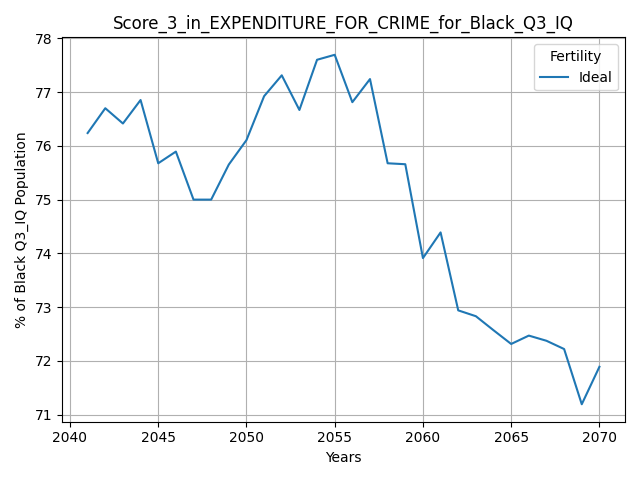 Score_3_in_EXPENDITURE_FOR_CRIME_for_Black_Q3_IQ
78
77
76
75
74
73
72
71
% of Black Q3_IQ Population
Fertility
Ideal
2040 2045 2050 2055 2060 2065 2070
Years